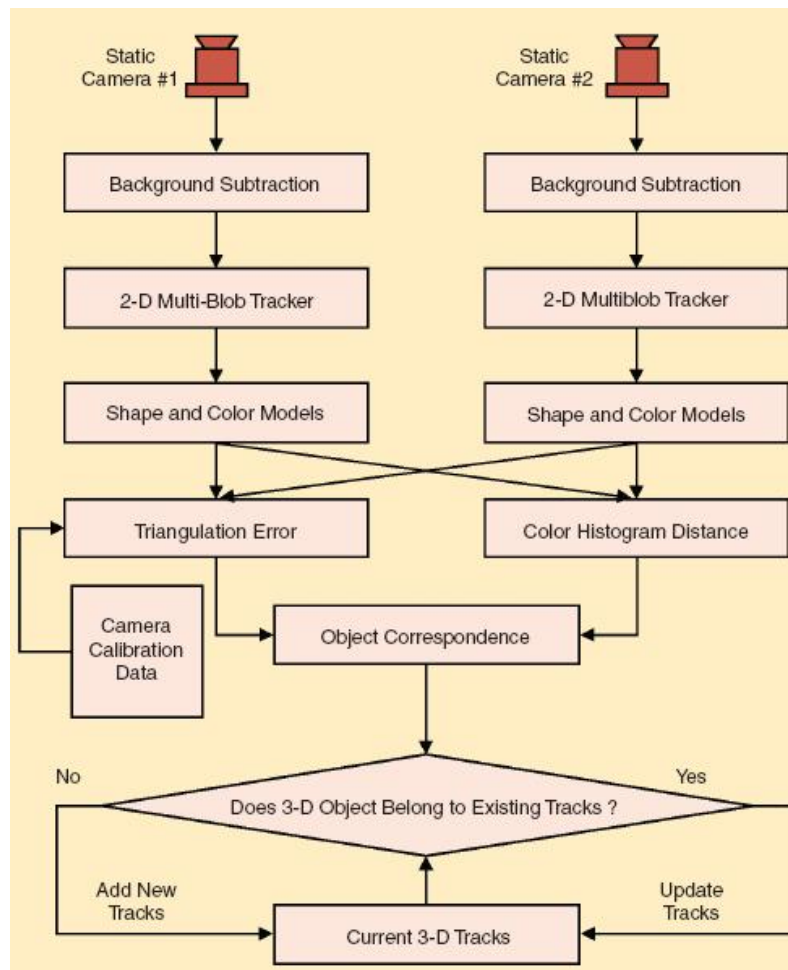 Static
Camera #1
Static
Camera #2
Background Subtraction
Background Subtraction
2-D Multi-Blob Tracker
2-D Multiblob Tracker
Shape and Color Models
Shape and Color Models
Triangulation Error
Color Histogram Distance
Camera
Calibration
Data
Object Correspondence
No
Yes
Does 3-D Object Belong to Existing Tracks ?
Add New
Tracks
Update
Tracks
Current 3-D Tracks